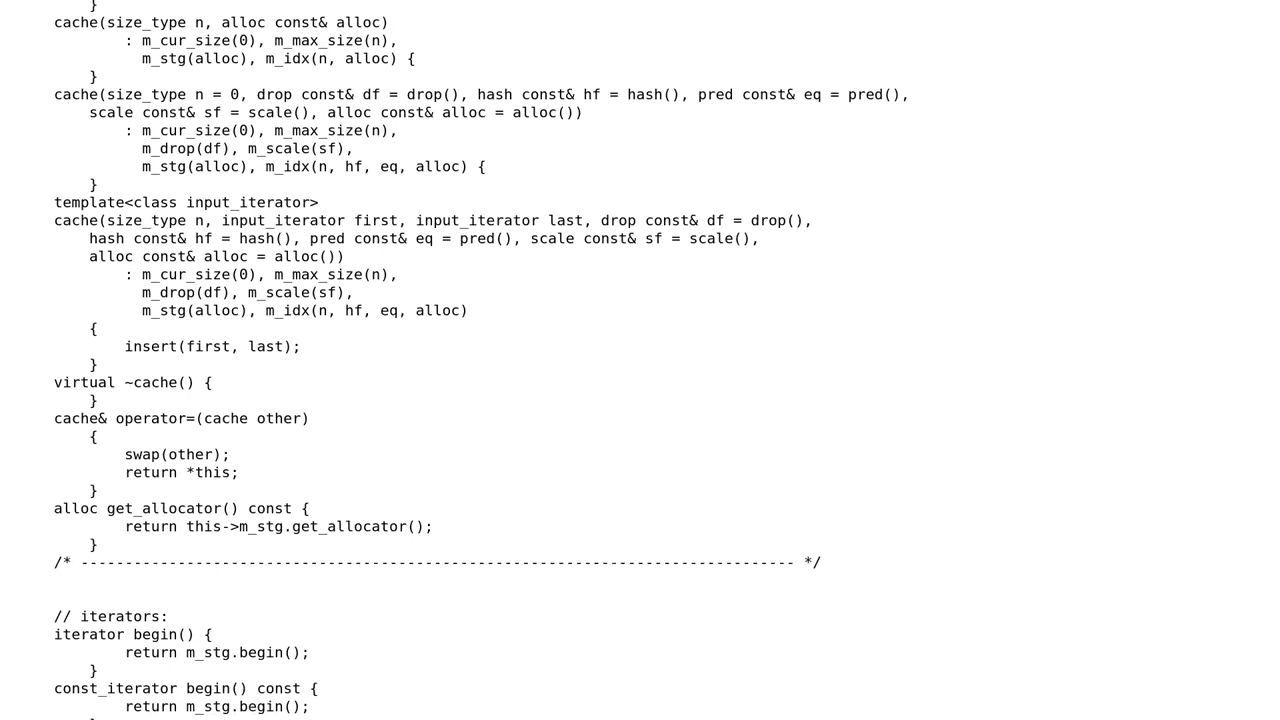 }
cache(size_type n, alloc const& alloc)
: m_cur_size(0), m_max_size(n),
m_stg(alloc), m_idx(n, alloc) {
}
cache(size_type n = 0, drop const& df = drop(), hash const& hf = hash(), pred const& eq = pred(),
scale const& sf = scale(), alloc const& alloc = alloc())
: m_cur_size(0), m_max_size(n),
m_drop(df), m_scale(sf),
m_stg(alloc), m_idx(n, hf, eq, alloc) {
}
template<class input_iterator>
cache(size_type n, input_iterator first, input_iterator last, drop const& df = drop(),
hash const& hf = hash(), pred const& eq = pred(), scale const& sf = scale(),
alloc const& alloc = alloc())
: m_cur_size(0), m_max_size(n),
m_drop(df), m_scale(sf),
m_stg(alloc), m_idx(n, hf, eq, alloc)
{
insert(first, last);
}
virtual ~cache() {
}
cache& operator=(cache other)
{
swap(other);
return *this;
}
alloc get_allocator() const {
return this->m_stg.get_allocator();
}
/* --------------------------------------------------------------------------------- */
// iterators:
iterator begin() {
return m_stg.begin();
}
const_iterator begin() const {
return m_stg.begin();